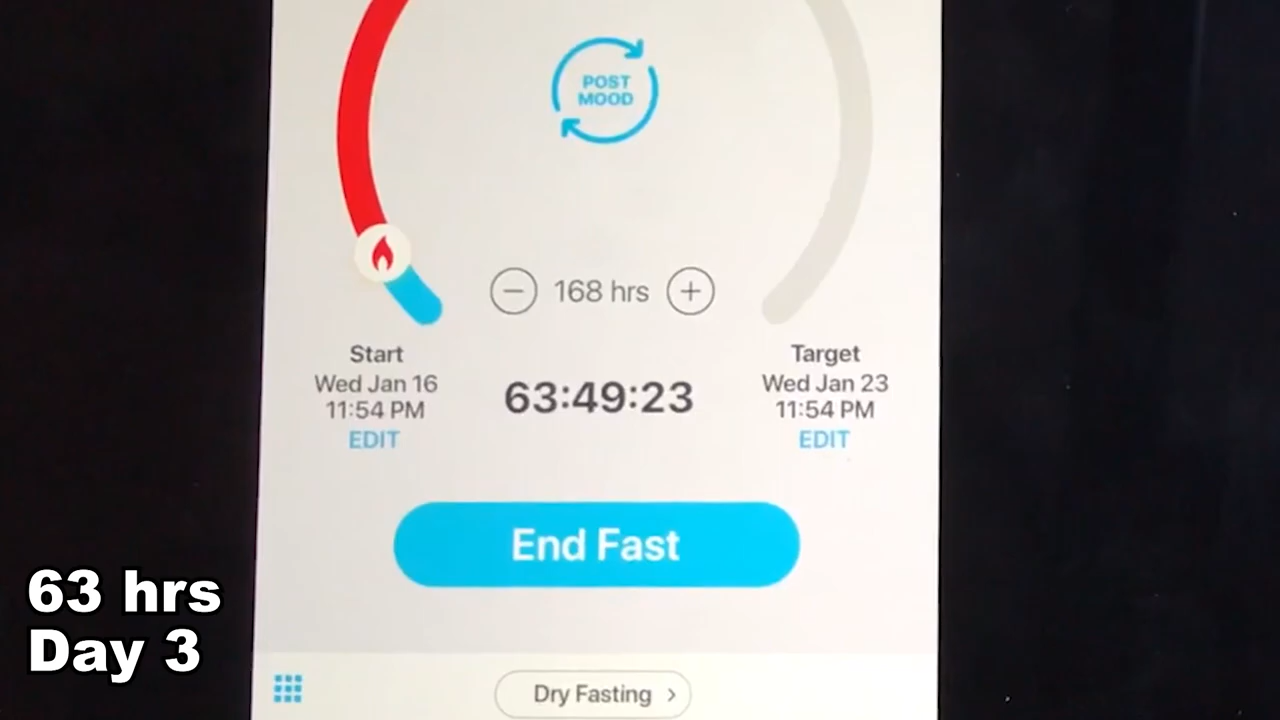 POST
MOOD
168 hrs
Start
Wed Jan 16
11:54 PM
EDIT
63:49:23
Target
Wed Jan 23
11:54 PM
EDIT
End Fast
63 hrs
Day 3
Dry Fasting